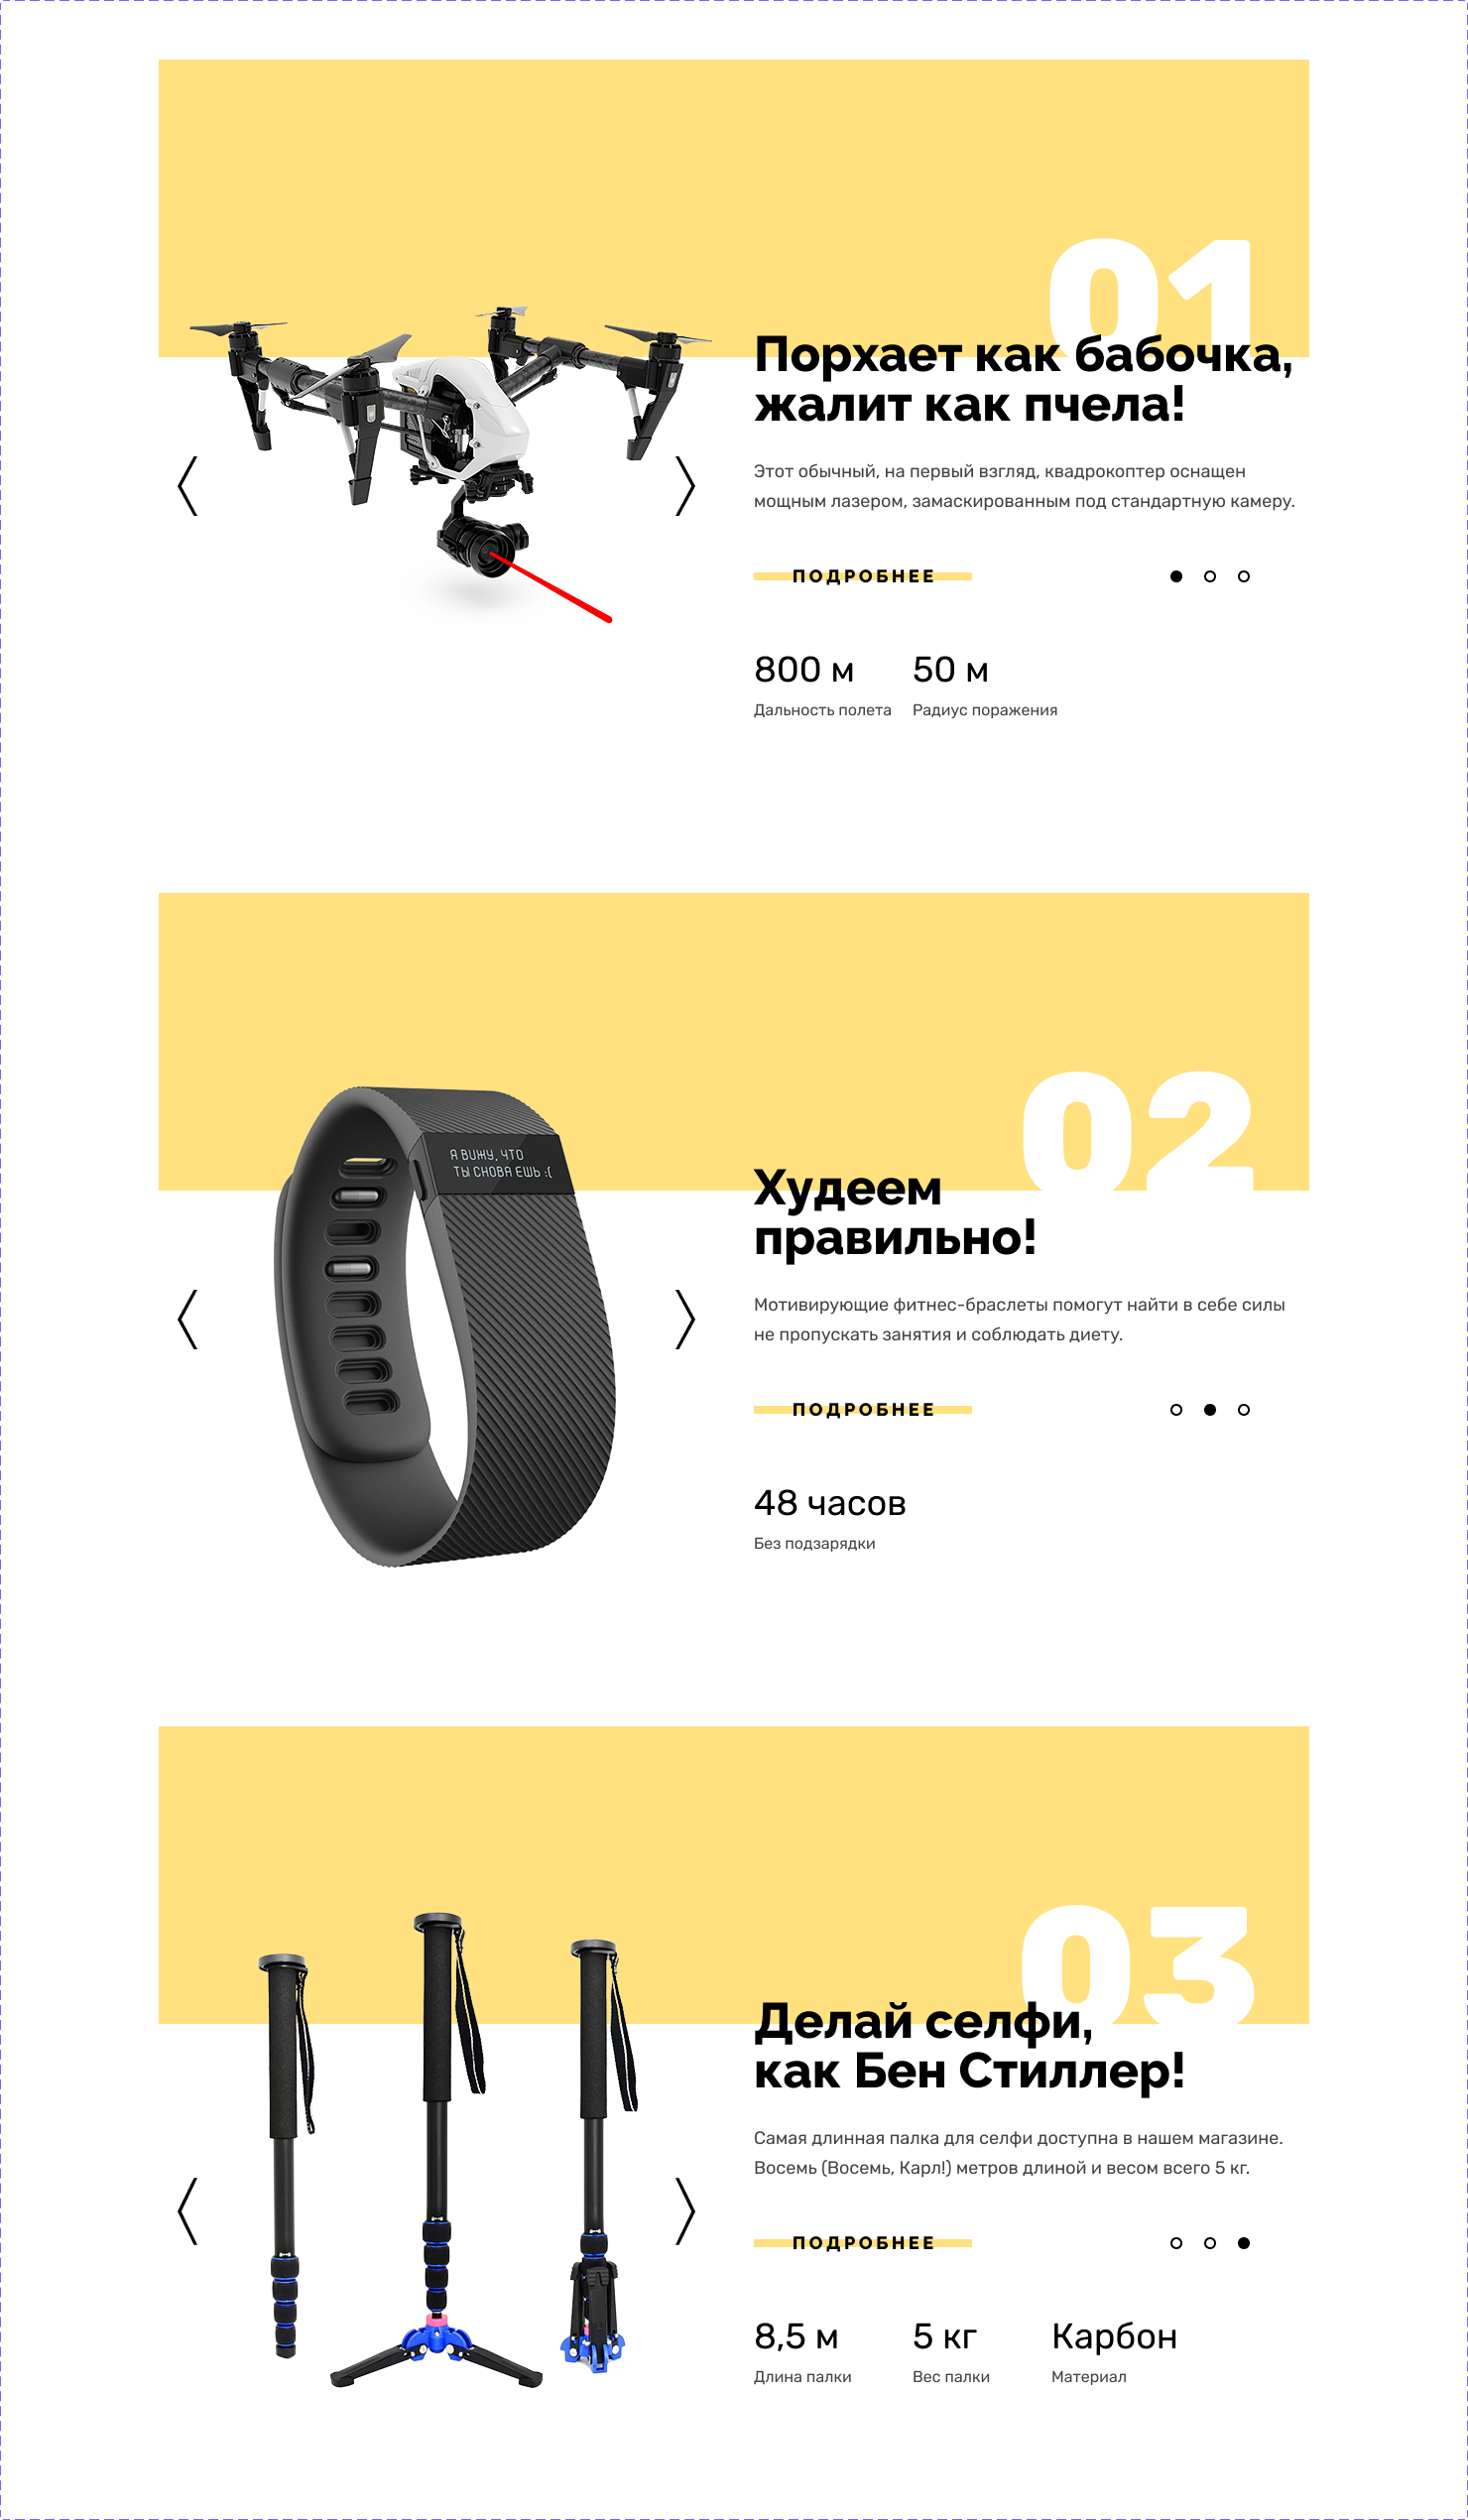 01
Порхает как бабочка,
жалит как пчела!
Этот обычный, на первый взгляд, квадрокоптер оснащен
мощным лазером, замаскированным под стандартную камеру.
ПОДРОБНЕЕ
800 м 50 м
Дальность полета Радиус поражения
02
Я ВИЖУ, ЧТО
ТЫ СНОВА ЕШЬ :(
Худеем
правильно!
Мотивирующие фитнес-браслеты помогут найти в себе силы
не пропускать занятия и соблюдать диету.
ПОДРОБНЕЕ
48 часов
Без подзарядки
03
Делай селфи,
как Бен Стиллер!
Самая длинная палка для селфи доступна в нашем магазине.
Восемь (Восемь, Карл!) метров длиной и весом всего 5 кг.
ПОДРОБНЕЕ
8,5 м 5 кг Карбон
Длина палки Вес палки Материал